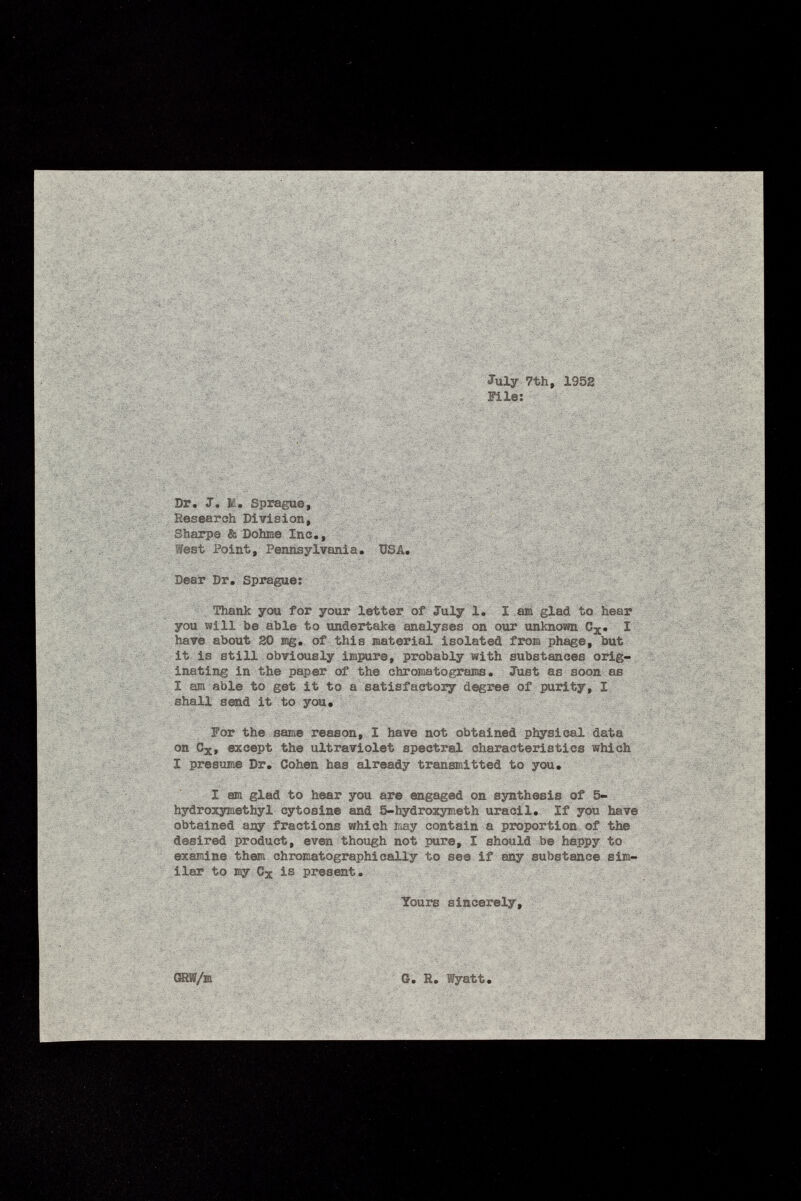 July 7th, 1952
File:
Dr. J. M. Sprague,
Research Division,
Sharpe & Dohme Inc.,
West Point, Pennsylvania. USA.
Dear Dr. Sprague:
Thank you for your letter of July 1. I am glad to hear
you will be able to undertake analyses on our unknown Cx. I
have about 20 mg. of this material isolated from phage, but
it is still obviously impure, probably with substances orig-
inating in the paper of the chromatograms. Just as soon as
I am able to get it to a satisfactory degree of purity, I
shall send it to you.
For the same reason, I have not obtained physical data
on Cx, except the ultraviolet spectral characteristics which
I presume Dr. Cohen has already transmitted to you.
I am glad to hear you are engaged on synthesis of 5-
hydroxymethyl cytosine and 5-hydroxymeth uracil. If you have
obtained any fractions which may contain a proportion of the
desired product, even though not pure, I should be happy to
examine them chromatographically to see if any substance sim-
ilar to my Cx is present.
Yours sincerely,
GRW/m G. R. Wyatt.